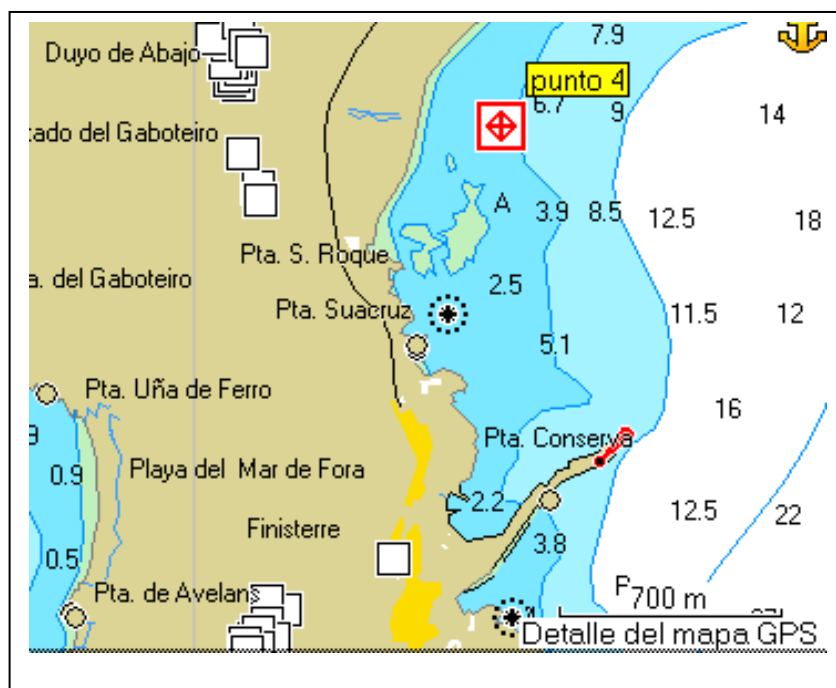 7.9
Duyo de Abajo
punto 4
6.7
9
14
tado del Gaboteiro
A
3.9
8.5
12.5
18
Pta. S. Roque
a. del Gaboteiro
2.5
Pta. Suacruz
11.5
12
5.1
Pta. Uña de Ferro
16
Pta. Conserva
9
Playa del Mar de Fora
0.9
2.2
12.5
22
Finisterre
3.8
0.5
Pta. de Avelans
P
700 m
Detalle del mapa GPS